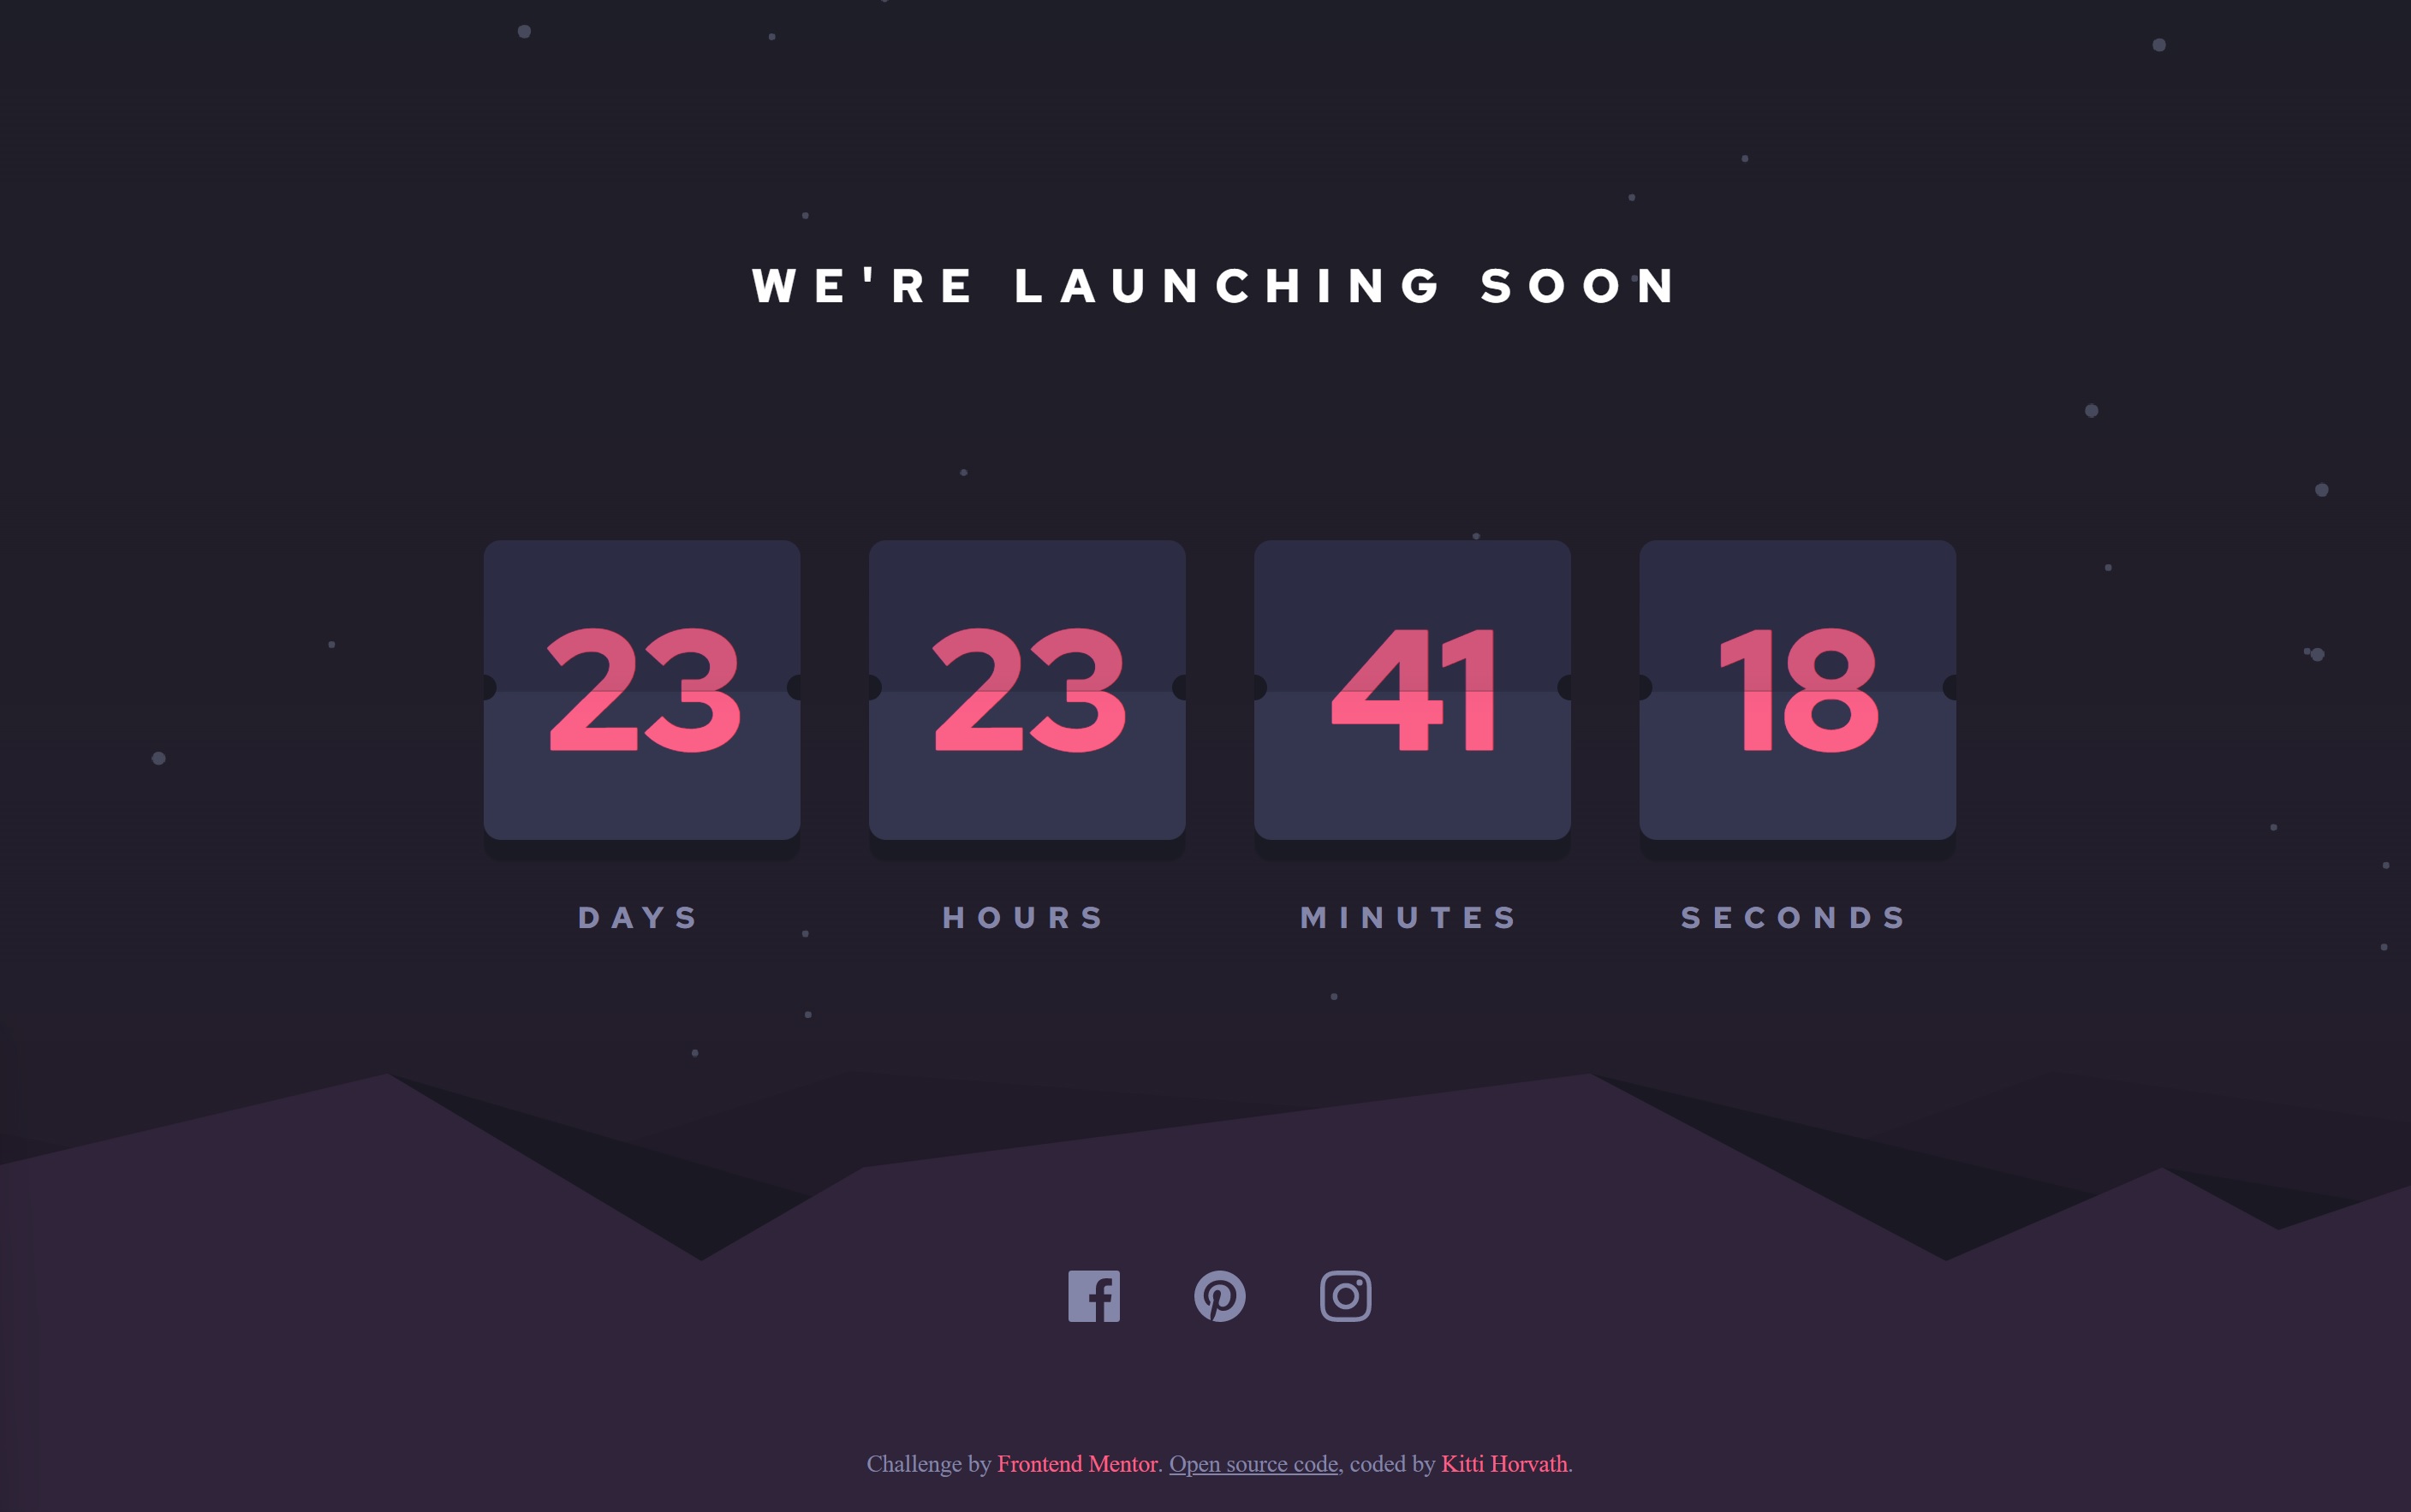 WE'RE LAUNCHING SOON
23 23 41 18
DAYS HOURS MINUTES SECONDS
Challenge by Frontend Mentor. Open source code, coded by Kitti Horvath.